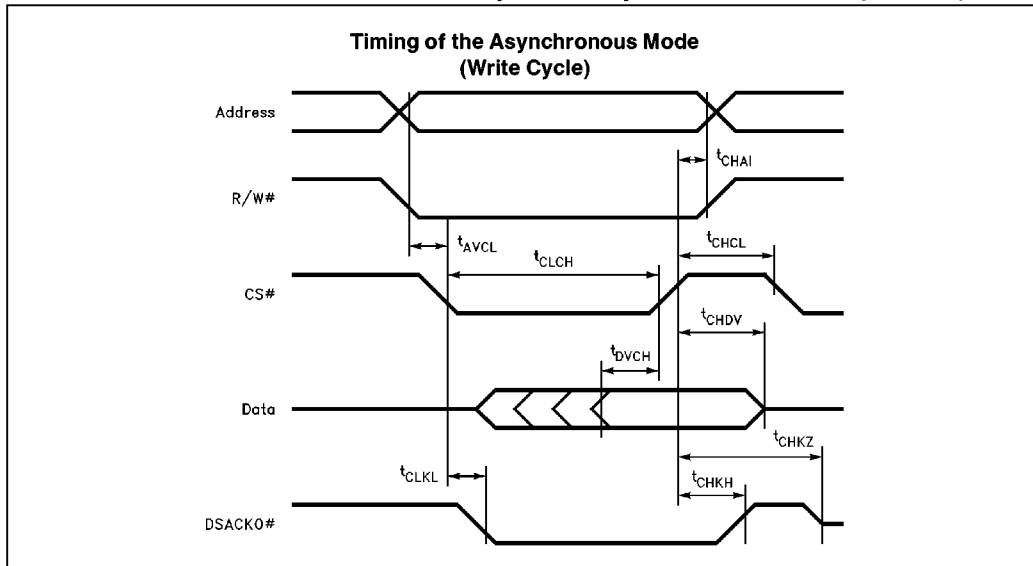 Timing of the Asynchronous Mode
(Write Cycle)
Address
tCHAI
R/W#
tAVCL
tCLCH
tCHCL
CS#
tCHDV
tDVCH
Data
tCHKZ
tCLKL
tCHKH
DSACK0#